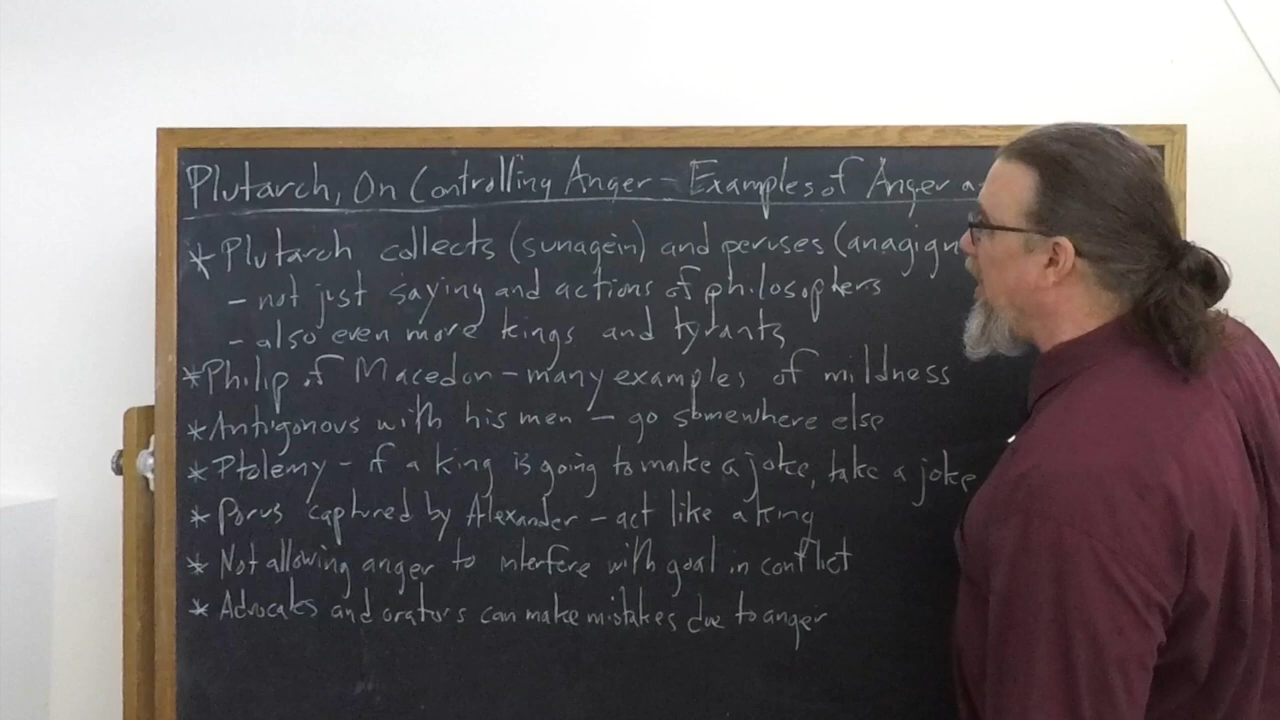 Plutarch, On Controlling Anger - Examples of Anger a
* Plutarch collects (sunagein) and peruses (anagign
- not just saying and actions of philosophers
- also even more kings and tyrants
* Philip of Macedon - many examples of mildness
* Antigonous with his men - go somewhere else
* Ptolemy - if a king is going to make a joke, take a joke
* Porus captured by Alexander - act like a king
* Not allowing anger to interfere with goal in conflict
* Advocates and orators can make mistakes due to anger